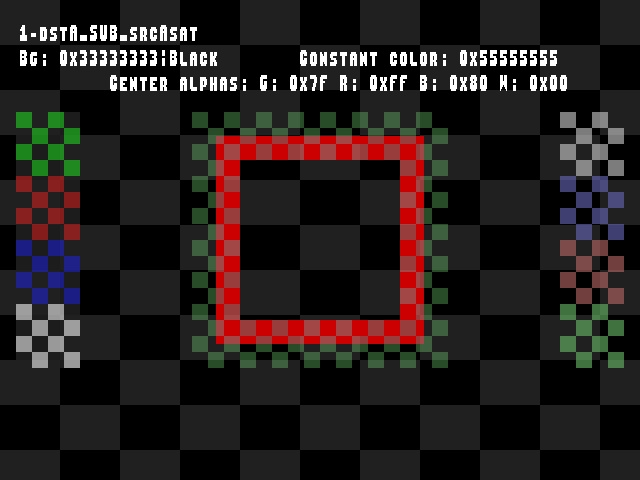 1-dstA_SUB_srcAsat
Bg: 0x33333333¦Black Constant color: 0x55555555
Center alphas: G: 0x7f R: 0xff B: 0x80 W: 0x00